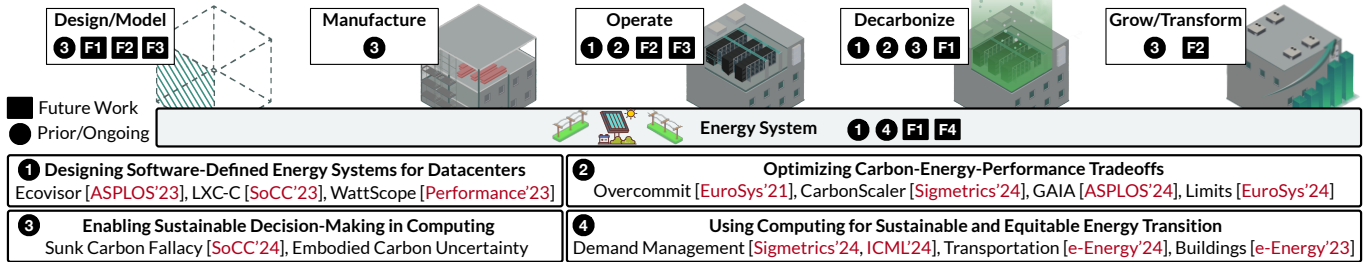 Design/Model
3 F1 F2 F3
Manufacture
3
Operate
1 2 F2 F3
Decarbonize
1 2 3 F1
Grow/Transform
3 F2
Future Work
Prior/Ongoing
Energy System 1 4 F1 F4
1 Designing Software-Defined Energy Systems for Datacenters
Ecovisor [ASPLOS'23], LXC-C [SoCC'23], WattScope [Performance'23]
2 Optimizing Carbon-Energy-Performance Tradeoffs
Overcommit [EuroSys'21], CarbonScaler [Sigmetrics'24], GAIA [ASPLOS'24], Limits [EuroSys'24]
3 Enabling Sustainable Decision-Making in Computing
Sunk Carbon Fallacy [SoCC'24], Embodied Carbon Uncertainty
4 Using Computing for Sustainable and Equitable Energy Transition
Demand Management [Sigmetrics'24, ICML'24], Transportation [e-Energy'24], Buildings [e-Energy'23]